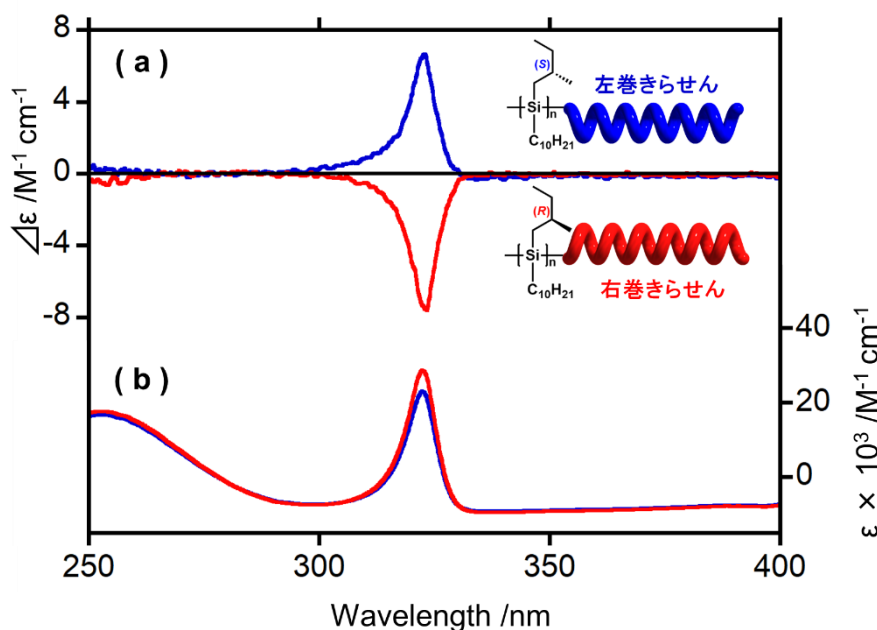 ( a )
8
4
0
-4
-8
⊿ε /M⁻¹ cm⁻¹
(S)
Si
n
C₁₀H₂₁
左巻きらせん
(R)
Si
n
C₁₀H₂₁
右巻きらせん
( b )
40
20
0
ε × 10³ /M⁻¹ cm⁻¹
250
300
350
400
Wavelength /nm